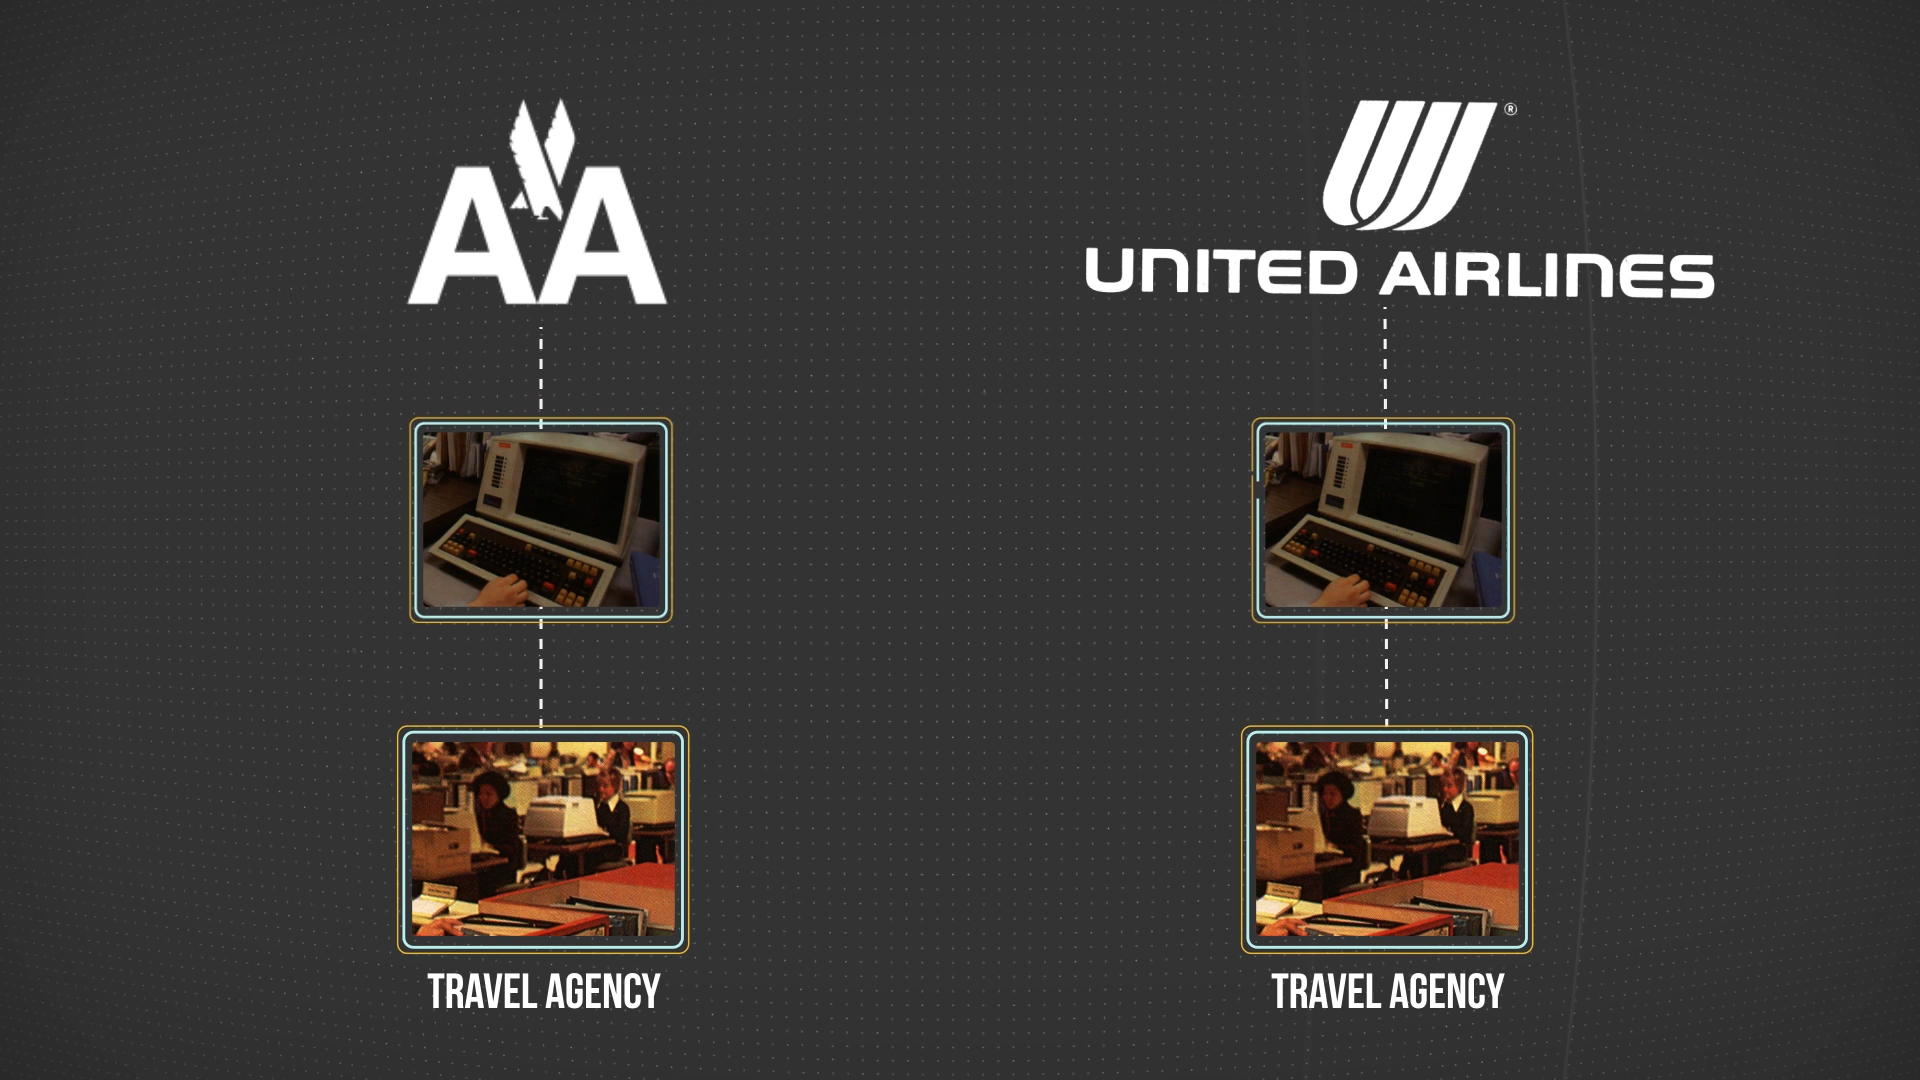 AA
UNITED AIRLINES
®
TRAVEL AGENCY
TRAVEL AGENCY